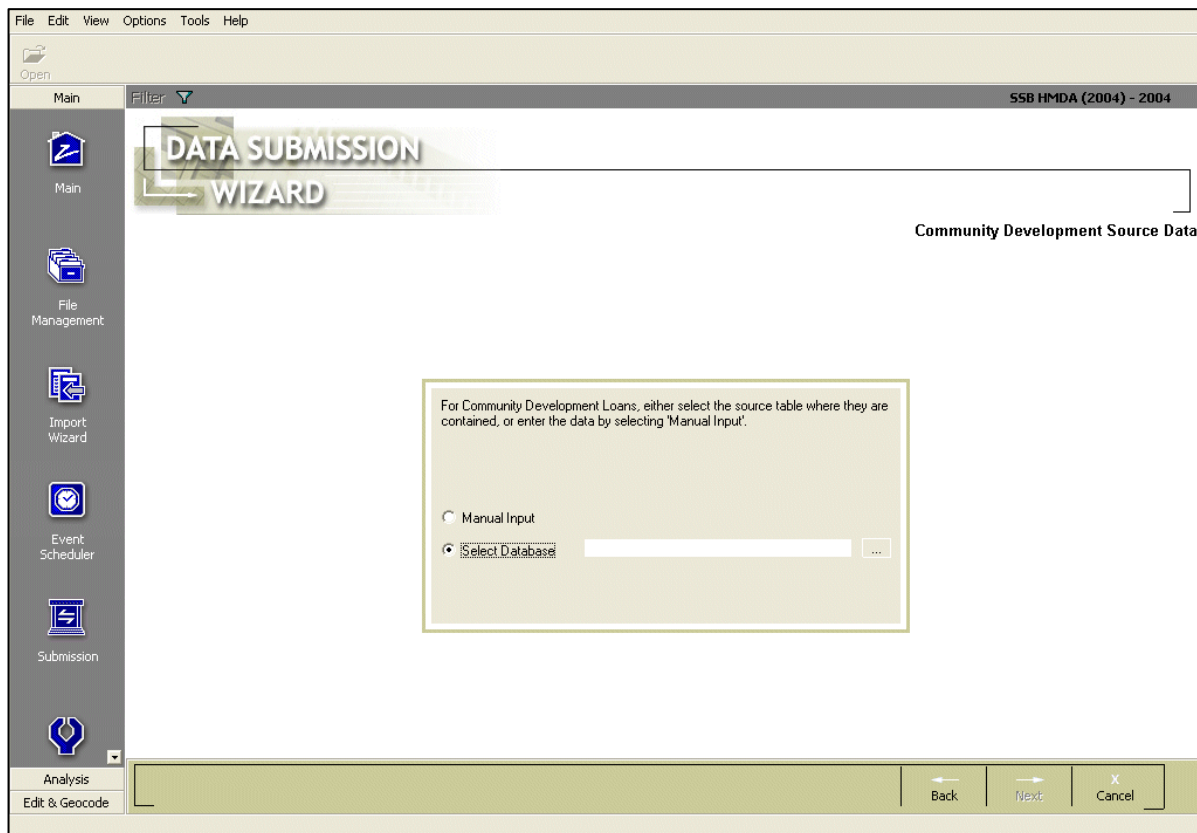 File Edit View Options Tools Help
Open
Main
Filter
SSB HMDA (2004) - 2004
DATA SUBMISSION
WIZARD
Community Development Source Data
Main
File
Management
Import
Wizard
Event
Scheduler
Submission
For Community Development Loans, either select the source table where they are
contained, or enter the data by selecting 'Manual Input'.
Manual Input
Select Database
...
Analysis
Edit & Geocode
Back
Next
X
Cancel